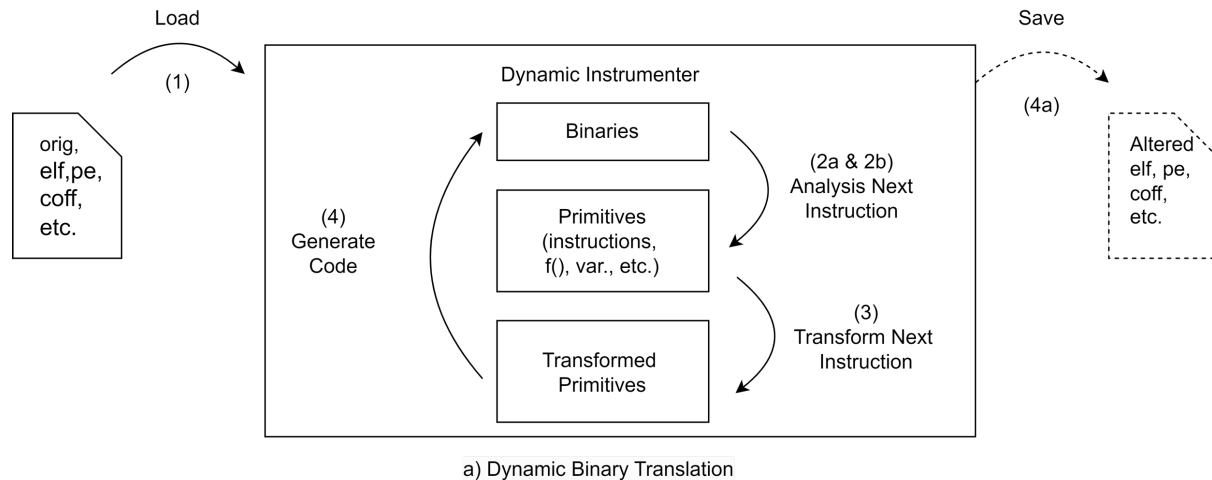 Load
(1)
orig,
elf,pe,
coff,
etc.
Dynamic Instrumenter
Binaries
(2a & 2b)
Analysis Next
Instruction
Primitives
(instructions,
f(), var., etc.)
(4)
Generate
Code
(3)
Transform Next
Instruction
Transformed
Primitives
Save
(4a)
Altered
elf, pe,
coff,
etc.
a) Dynamic Binary Translation